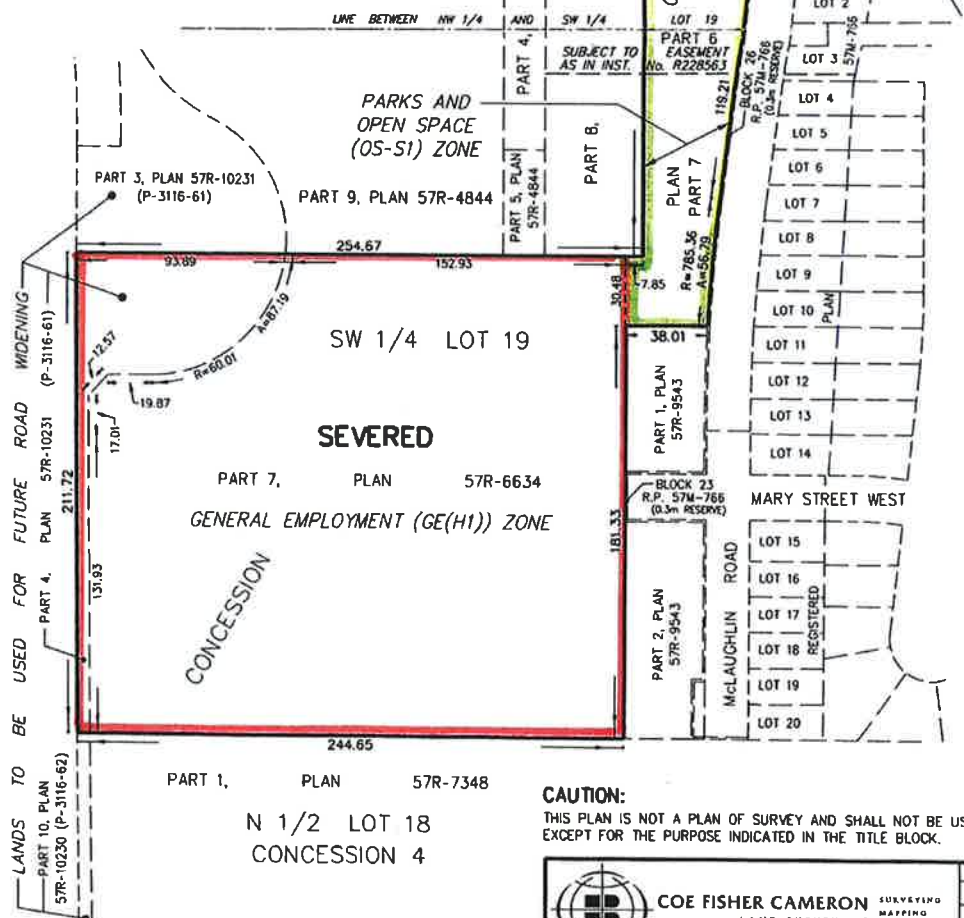 LINE BETWEEN NW 1/4 AND SW 1/4 LOT 19
PART 4,
PART 6
SUBJECT TO EASEMENT
AS IN INST. No. R228563
PARKS AND
OPEN SPACE
(OS-S1) ZONE
PART 3, PLAN 57R-10231
(P-3116-61)
PART 9, PLAN 57R-4844
PART 5, PLAN
57R-4844
PART 8,
PLAN
PART 7
119.21
BLOCK 26
R.P. 57M-766
(0.3m RESERVE)
R=785.36
A=56.79
LOT 2
LOT 3
57M-766
LOT 4
LOT 5
LOT 6
LOT 7
LOT 8
LOT 9
LOT 10
PLAN
LOT 11
LOT 12
LOT 13
LOT 14
254.67
93.89
152.93
30.48
7.85
38.01
A=87.19
R=60.01
12.57
19.87
17.01
SW 1/4 LOT 19
SEVERED
PART 7, PLAN 57R-6634
GENERAL EMPLOYMENT (GE(H1)) ZONE
CONCESSION
211.72
131.93
181.33
244.65
PART 1, PLAN
57R-9543
BLOCK 23
R.P. 57M-766
(0.3m RESERVE)
MARY STREET WEST
PART 2, PLAN
57R-9543
McLAUGHLIN ROAD
LOT 15
LOT 16
LOT 17
LOT 18
REGISTERED
LOT 19
LOT 20
LANDS TO BE USED FOR FUTURE ROAD WIDENING
PART 4, PLAN 57R-10231 (P-3116-61)
PART 10, PLAN
57R-10230 (P-3116-62)
PART 1, PLAN 57R-7348
N 1/2 LOT 18
CONCESSION 4
CAUTION:
THIS PLAN IS NOT A PLAN OF SURVEY AND SHALL NOT BE US
EXCEPT FOR THE PURPOSE INDICATED IN THE TITLE BLOCK.
COE FISHER CAMERON
SURVEYING
MAPPING